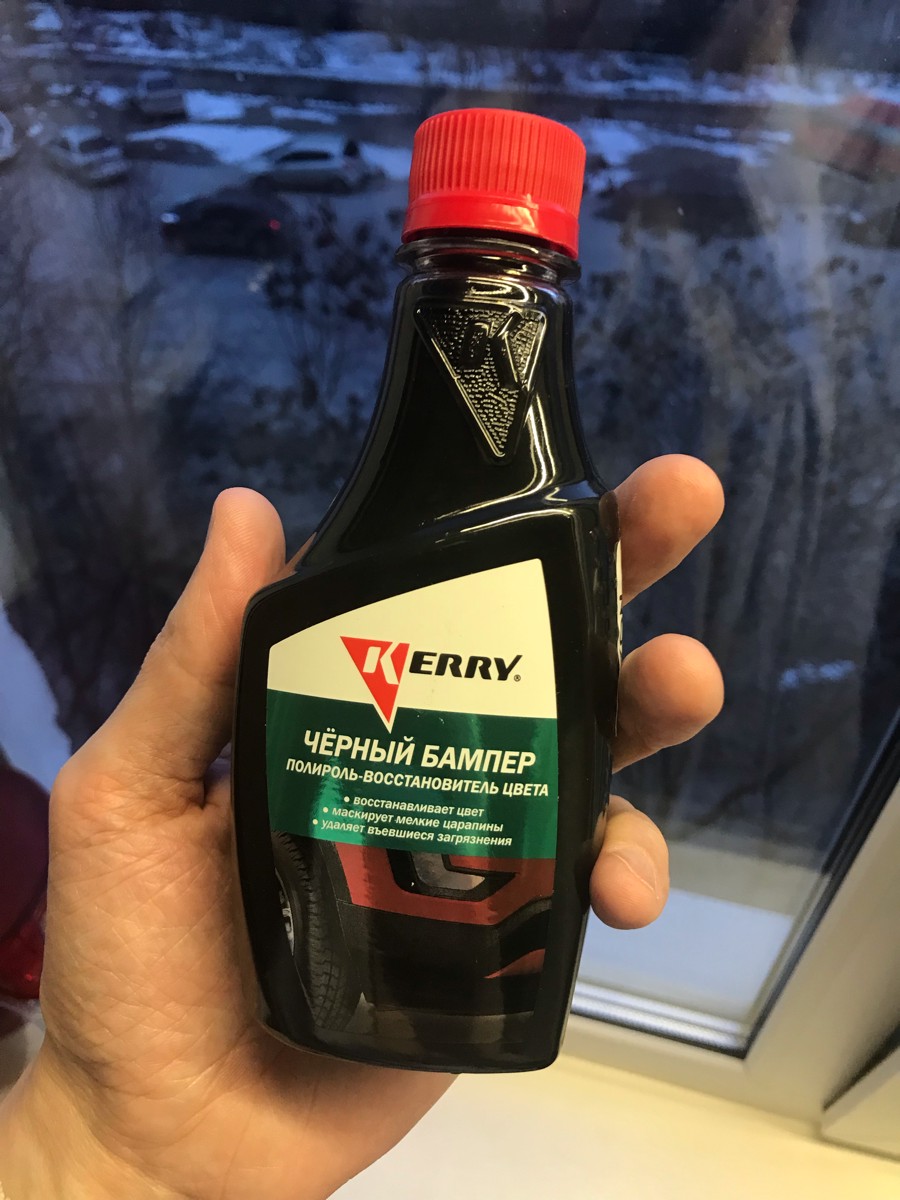 K
KERRY®
ЧЁРНЫЙ БАМПЕР
ПОЛИРОЛЬ-ВОССТАНОВИТЕЛЬ ЦВЕТА
• восстанавливает цвет
• маскирует мелкие царапины
• удаляет въевшиеся загрязнения